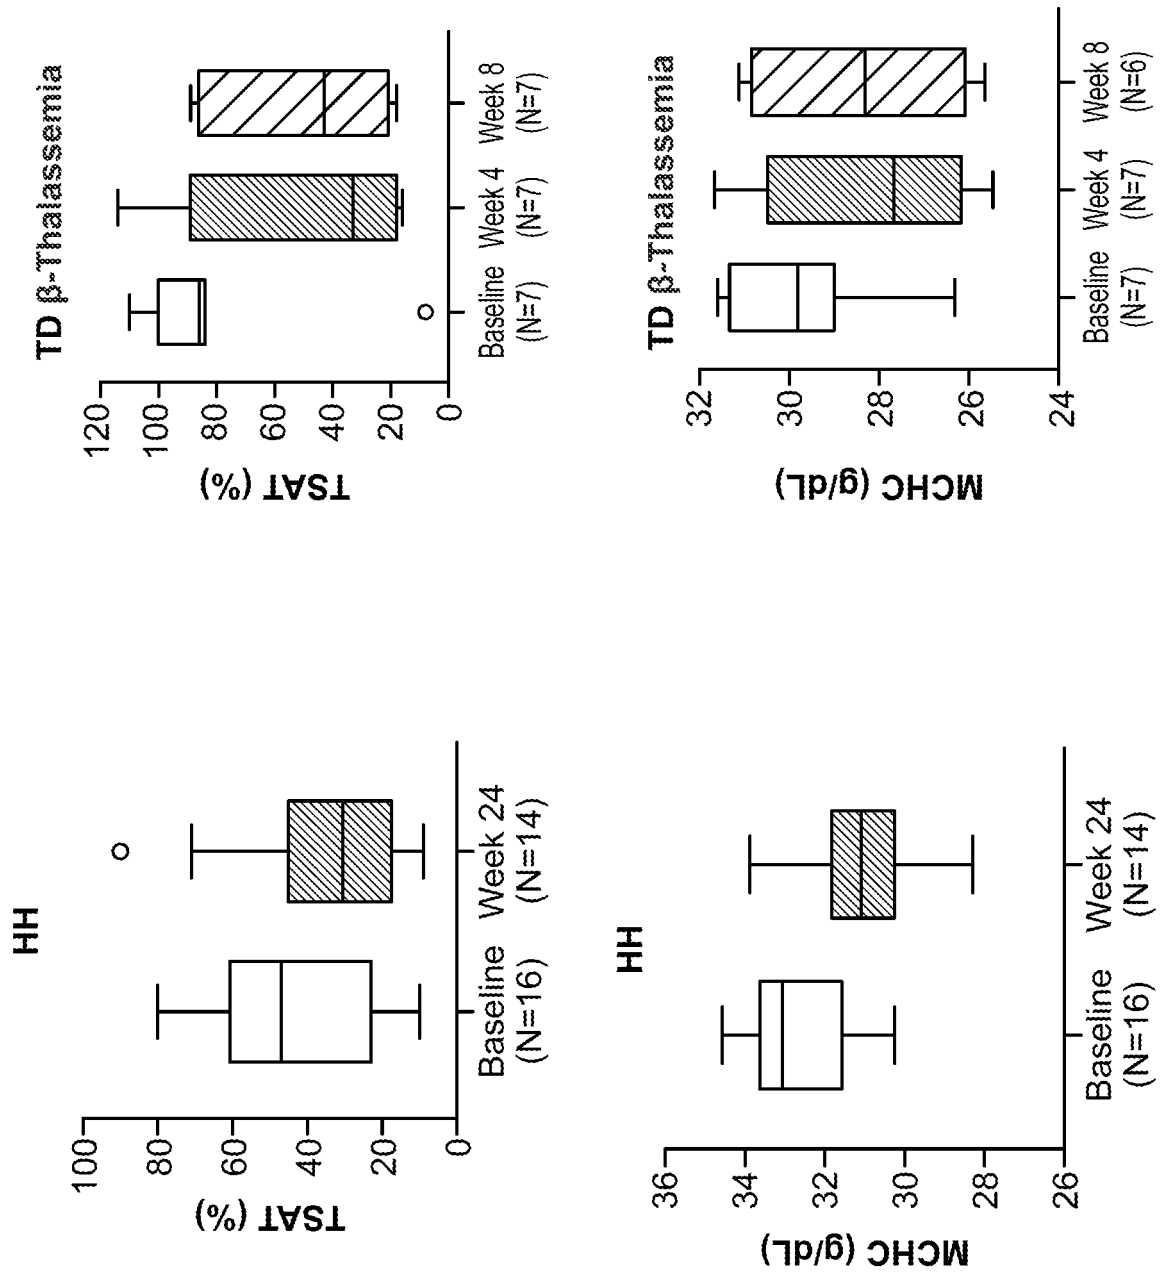 HH
TSAT (%)
100
80
60
40
20
0
Baseline
(N=16)
Week 24
(N=14)
TD β-Thalassemia
TSAT (%)
120
100
80
60
40
20
0
Baseline
(N=7)
Week 4
(N=7)
Week 8
(N=7)
HH
MCHC (g/dL)
36
34
32
30
28
26
Baseline
(N=16)
Week 24
(N=14)
TD β-Thalassemia
MCHC (g/dL)
32
30
28
26
24
Baseline
(N=7)
Week 4
(N=7)
Week 8
(N=6)